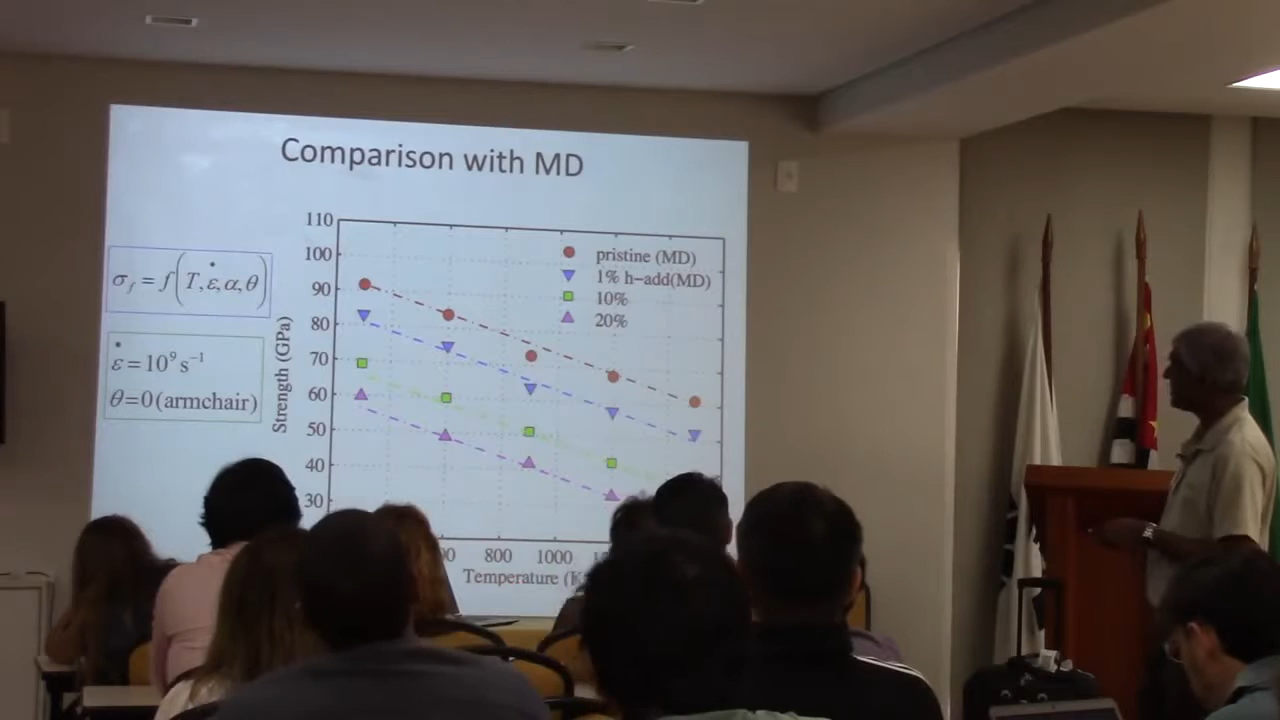 Comparison with MD
σf = f(T, ε̇, α, θ)
ε̇ = 10⁹ s⁻¹
θ = 0 (armchair)
Strength (GPa)
110
100
90
80
70
60
50
40
30
pristine (MD)
1% h-add(MD)
10%
20%
800
1000
Temperature